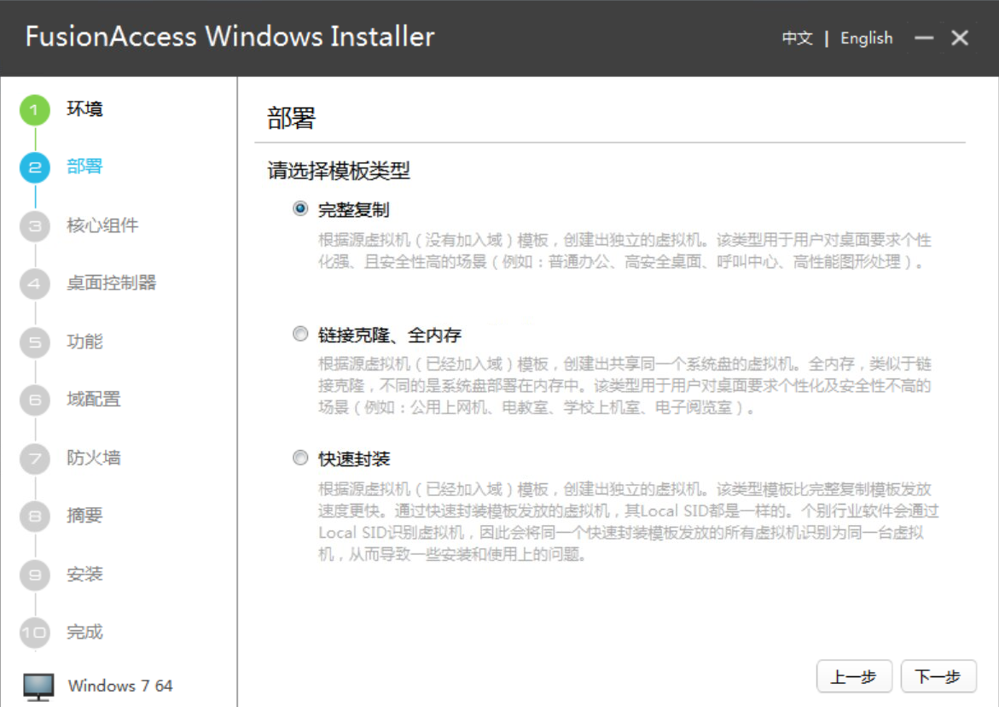 FusionAccess Windows Installer
中文 | English
1 环境
2 部署
3 核心组件
4 桌面控制器
5 功能
6 域配置
7 防火墙
8 摘要
9 安装
10 完成
Windows 7 64
部署
请选择模板类型
完整复制
根据源虚拟机（没有加入域）模板，创建出独立的虚拟机。该类型用于用户对桌面要求个性
化强、且安全性高的场景（例如：普通办公、高安全桌面、呼叫中心、高性能图形处理）。
链接克隆、全内存
根据源虚拟机（已经加入域）模板，创建出共享同一个系统盘的虚拟机。全内存，类似于链
接克隆，不同的是系统盘部署在内存中。该类型用于用户对桌面要求个性化及安全性不高的
场景（例如：公用上网机、电教室、学校上机室、电子阅览室）。
快速封装
根据源虚拟机（已经加入域）模板，创建出独立的虚拟机。该类型模板比完整复制模板发放
速度更快。通过快速封装模板发放的虚拟机，其Local SID都是一样的。个别行业软件会通过
Local SID识别虚拟机，因此会将同一个快速封装模板发放的所有虚拟机识别为同一台虚拟
机，从而导致一些安装和使用上的问题。
上一步
下一步